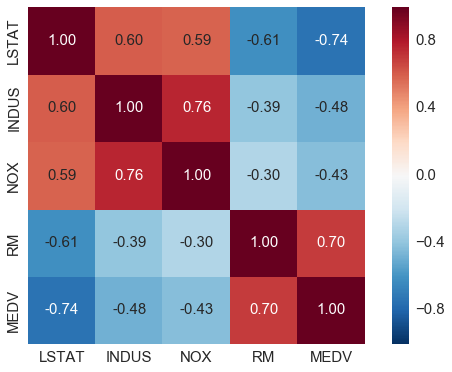 LSTAT 1.00 0.60 0.59 -0.61 -0.74
INDUS 0.60 1.00 0.76 -0.39 -0.48
NOX 0.59 0.76 1.00 -0.30 -0.43
RM -0.61 -0.39 -0.30 1.00 0.70
MEDV -0.74 -0.48 -0.43 0.70 1.00
LSTAT INDUS NOX RM MEDV
0.8
0.4
0.0
−0.4
−0.8